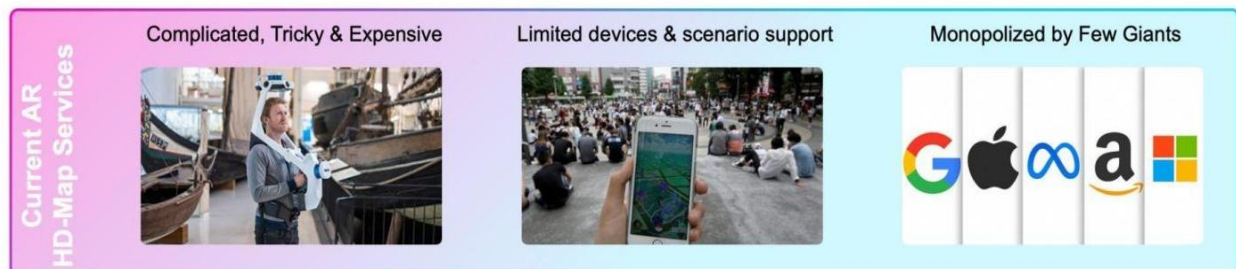 Current AR
HD-Map Services
Complicated, Tricky & Expensive
Limited devices & scenario support
Monopolized by Few Giants